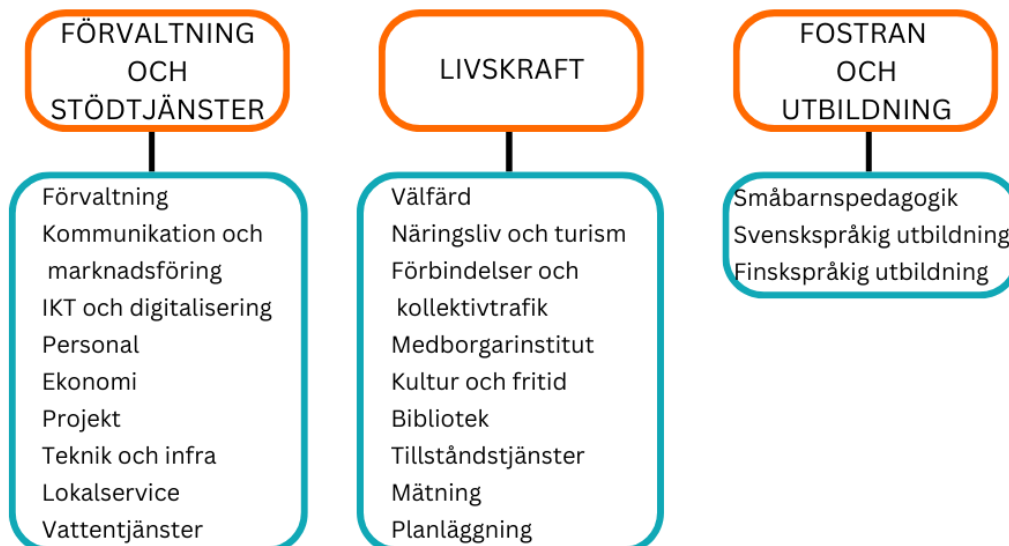 FÖRVALTNING
OCH
STÖDTJÄNSTER
Förvaltning
Kommunikation och
marknadsföring
IKT och digitalisering
Personal
Ekonomi
Projekt
Teknik och infra
Lokalservice
Vattentjänster
LIVSKRAFT
Välfärd
Näringsliv och turism
Förbindelser och
kollektivtrafik
Medborgarinstitut
Kultur och fritid
Bibliotek
Tillståndstjänster
Mätning
Planläggning
FOSTRAN
OCH
UTBILDNING
Småbarnspedagogik
Svenskspråkig utbildning
Finskspråkig utbildning